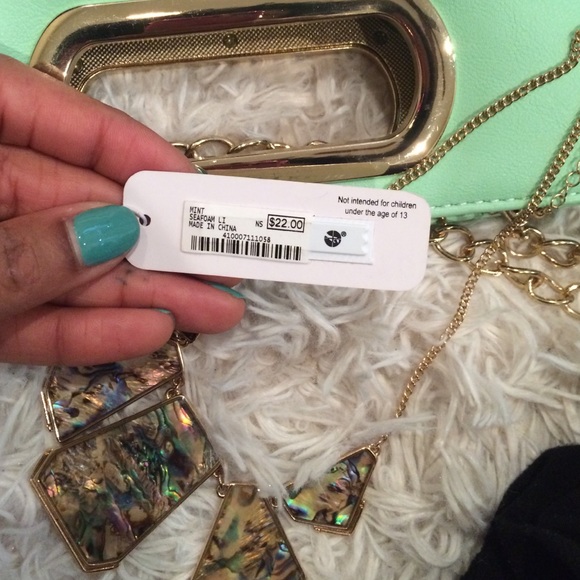 Not intended for children
under the age of 13
MINT
SEAFOAM LI
MADE IN CHINA
NS $22.00
410007111058
®